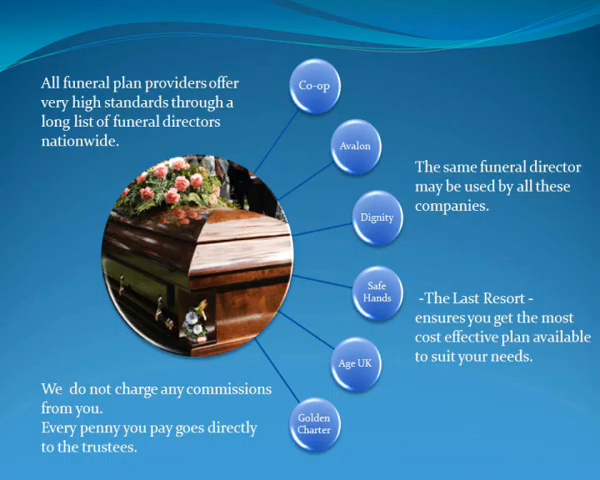 All funeral plan providers offer
very high standards through a
long list of funeral directors
nationwide.
Co-op
Avalon
The same funeral director
may be used by all these
companies.
Dignity
Safe
Hands
-The Last Resort -
ensures you get the most
cost effective plan available
to suit your needs.
Age UK
We  do not charge any commissions
from you.
Every penny you pay goes directly
to the trustees.
Golden
Charter